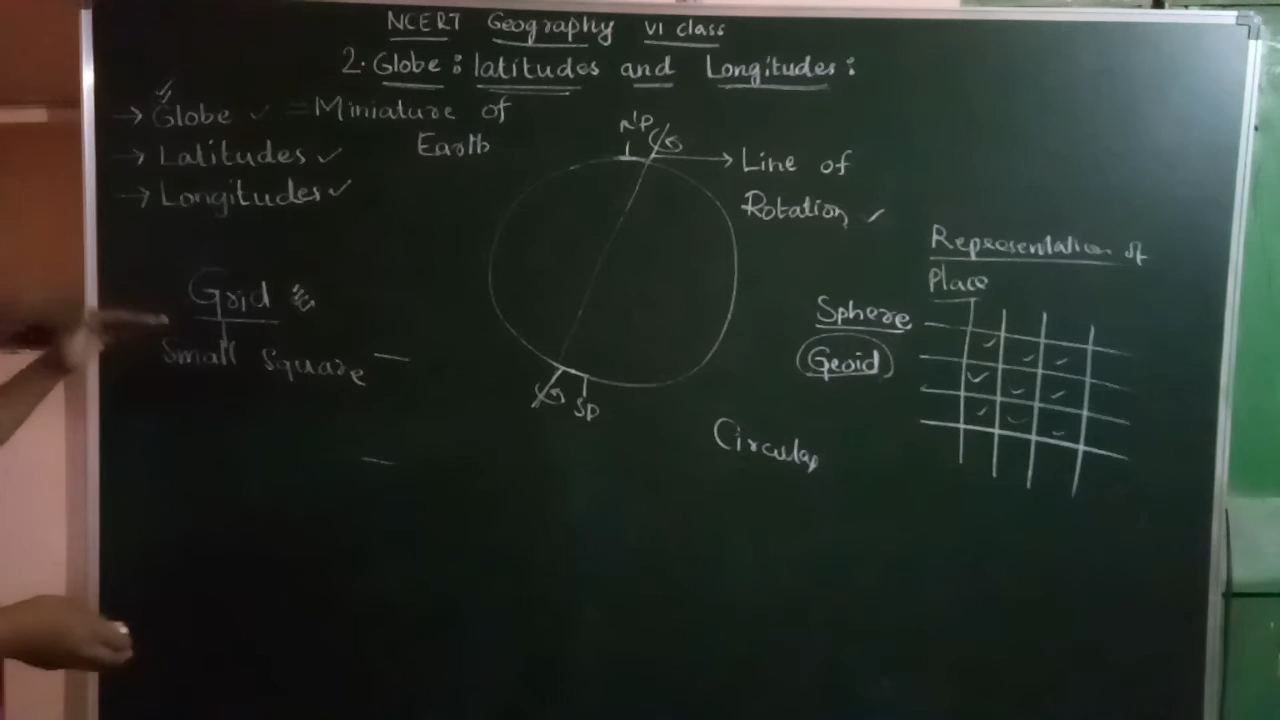 NCERT Geography VI class
2. Globe : latitudes and Longitudes :
→ Globe ✓ = Miniature of
Earth
→ Latitudes ✓
→ Longitudes ✓
N'P
→ Line of
Rotation ✓
Representation of
Place
Grid
Small Square
Sphere
Geoid
SP
Circular